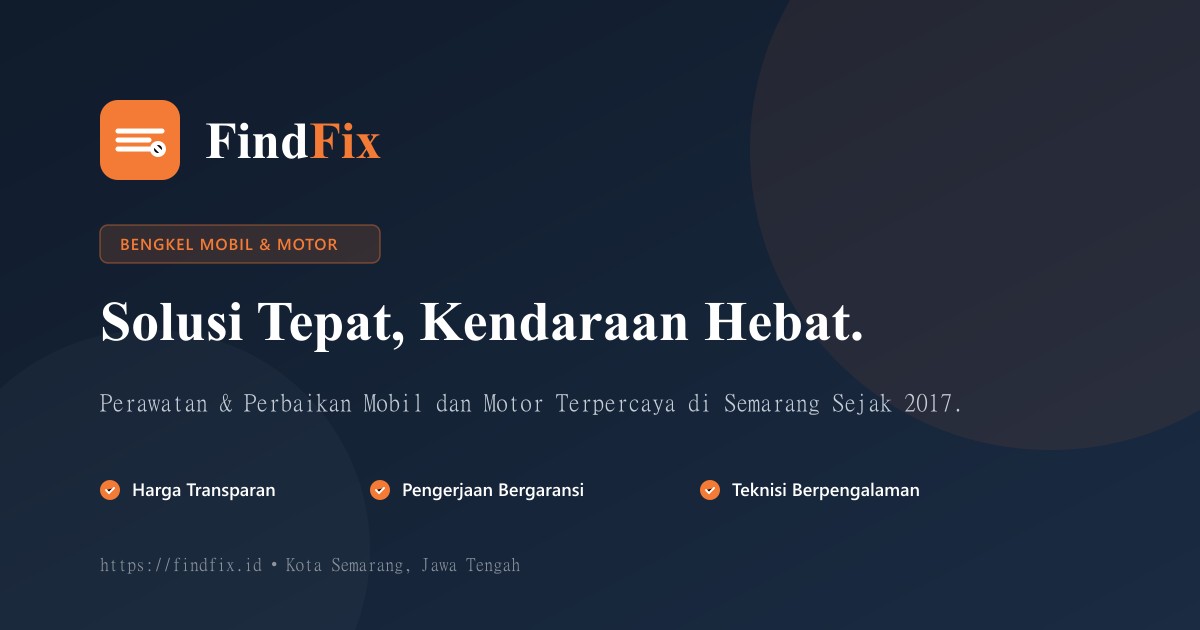 FindFix
BENGKEL MOBIL & MOTOR
Solusi Tepat, Kendaraan Hebat.
Perawatan & Perbaikan Mobil dan Motor Terpercaya di Semarang Sejak 2017.
Harga Transparan
Pengerjaan Bergaransi
Teknisi Berpengalaman
https://findfix.id • Kota Semarang, Jawa Tengah